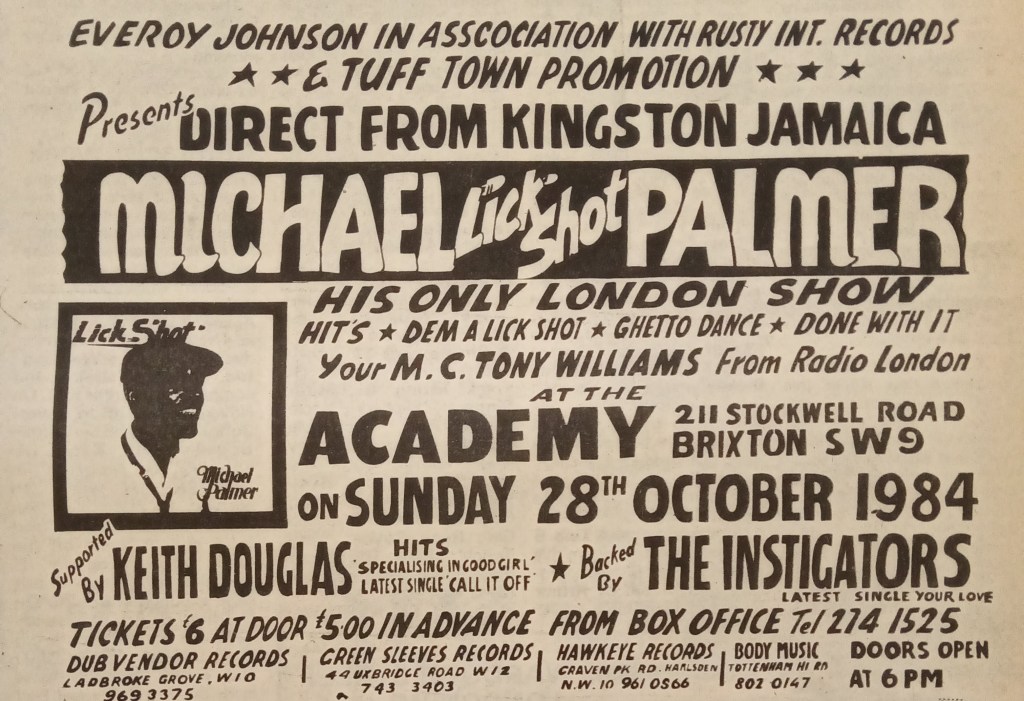 EVEROY JOHNSON IN ASSCOCIATION WITH RUSTY INT. RECORDS
★ ★ & TUFF TOWN PROMOTION ★ ★ ★
Presents DIRECT FROM KINGSTON JAMAICA
MICHAEL Lick Shot PALMER
HIS ONLY LONDON SHOW
HIT'S ★ DEM A LICK SHOT ★ GHETTO DANCE ★ DONE WITH IT
Your M.C. TONY WILLIAMS From Radio London
AT THE
ACADEMY 211 STOCKWELL ROAD
BRIXTON SW9
ON SUNDAY 28TH OCTOBER 1984
Lick Shot
Michael
Palmer
Supported By KEITH DOUGLAS HITS
'SPECIALISING IN GOOD GIRL'
LATEST SINGLE 'CALL IT OFF'
★ Backed By THE INSTIGATORS
LATEST SINGLE YOUR LOVE
TICKETS £6 AT DOOR £500 IN ADVANCE FROM BOX OFFICE Tel 274 1525
DUB VENDOR RECORDS
LADBROKE GROVE, W10
969 3375
GREEN SLEEVES RECORDS
44 UXBRIDGE ROAD W12
743 3403
HAWKEYE RECORDS
CRAVEN PK RD. HARLSDEN
N.W.10 961 0566
BODY MUSIC
TOTTENHAM HI RD
802 0147
DOORS OPEN
AT 6 PM